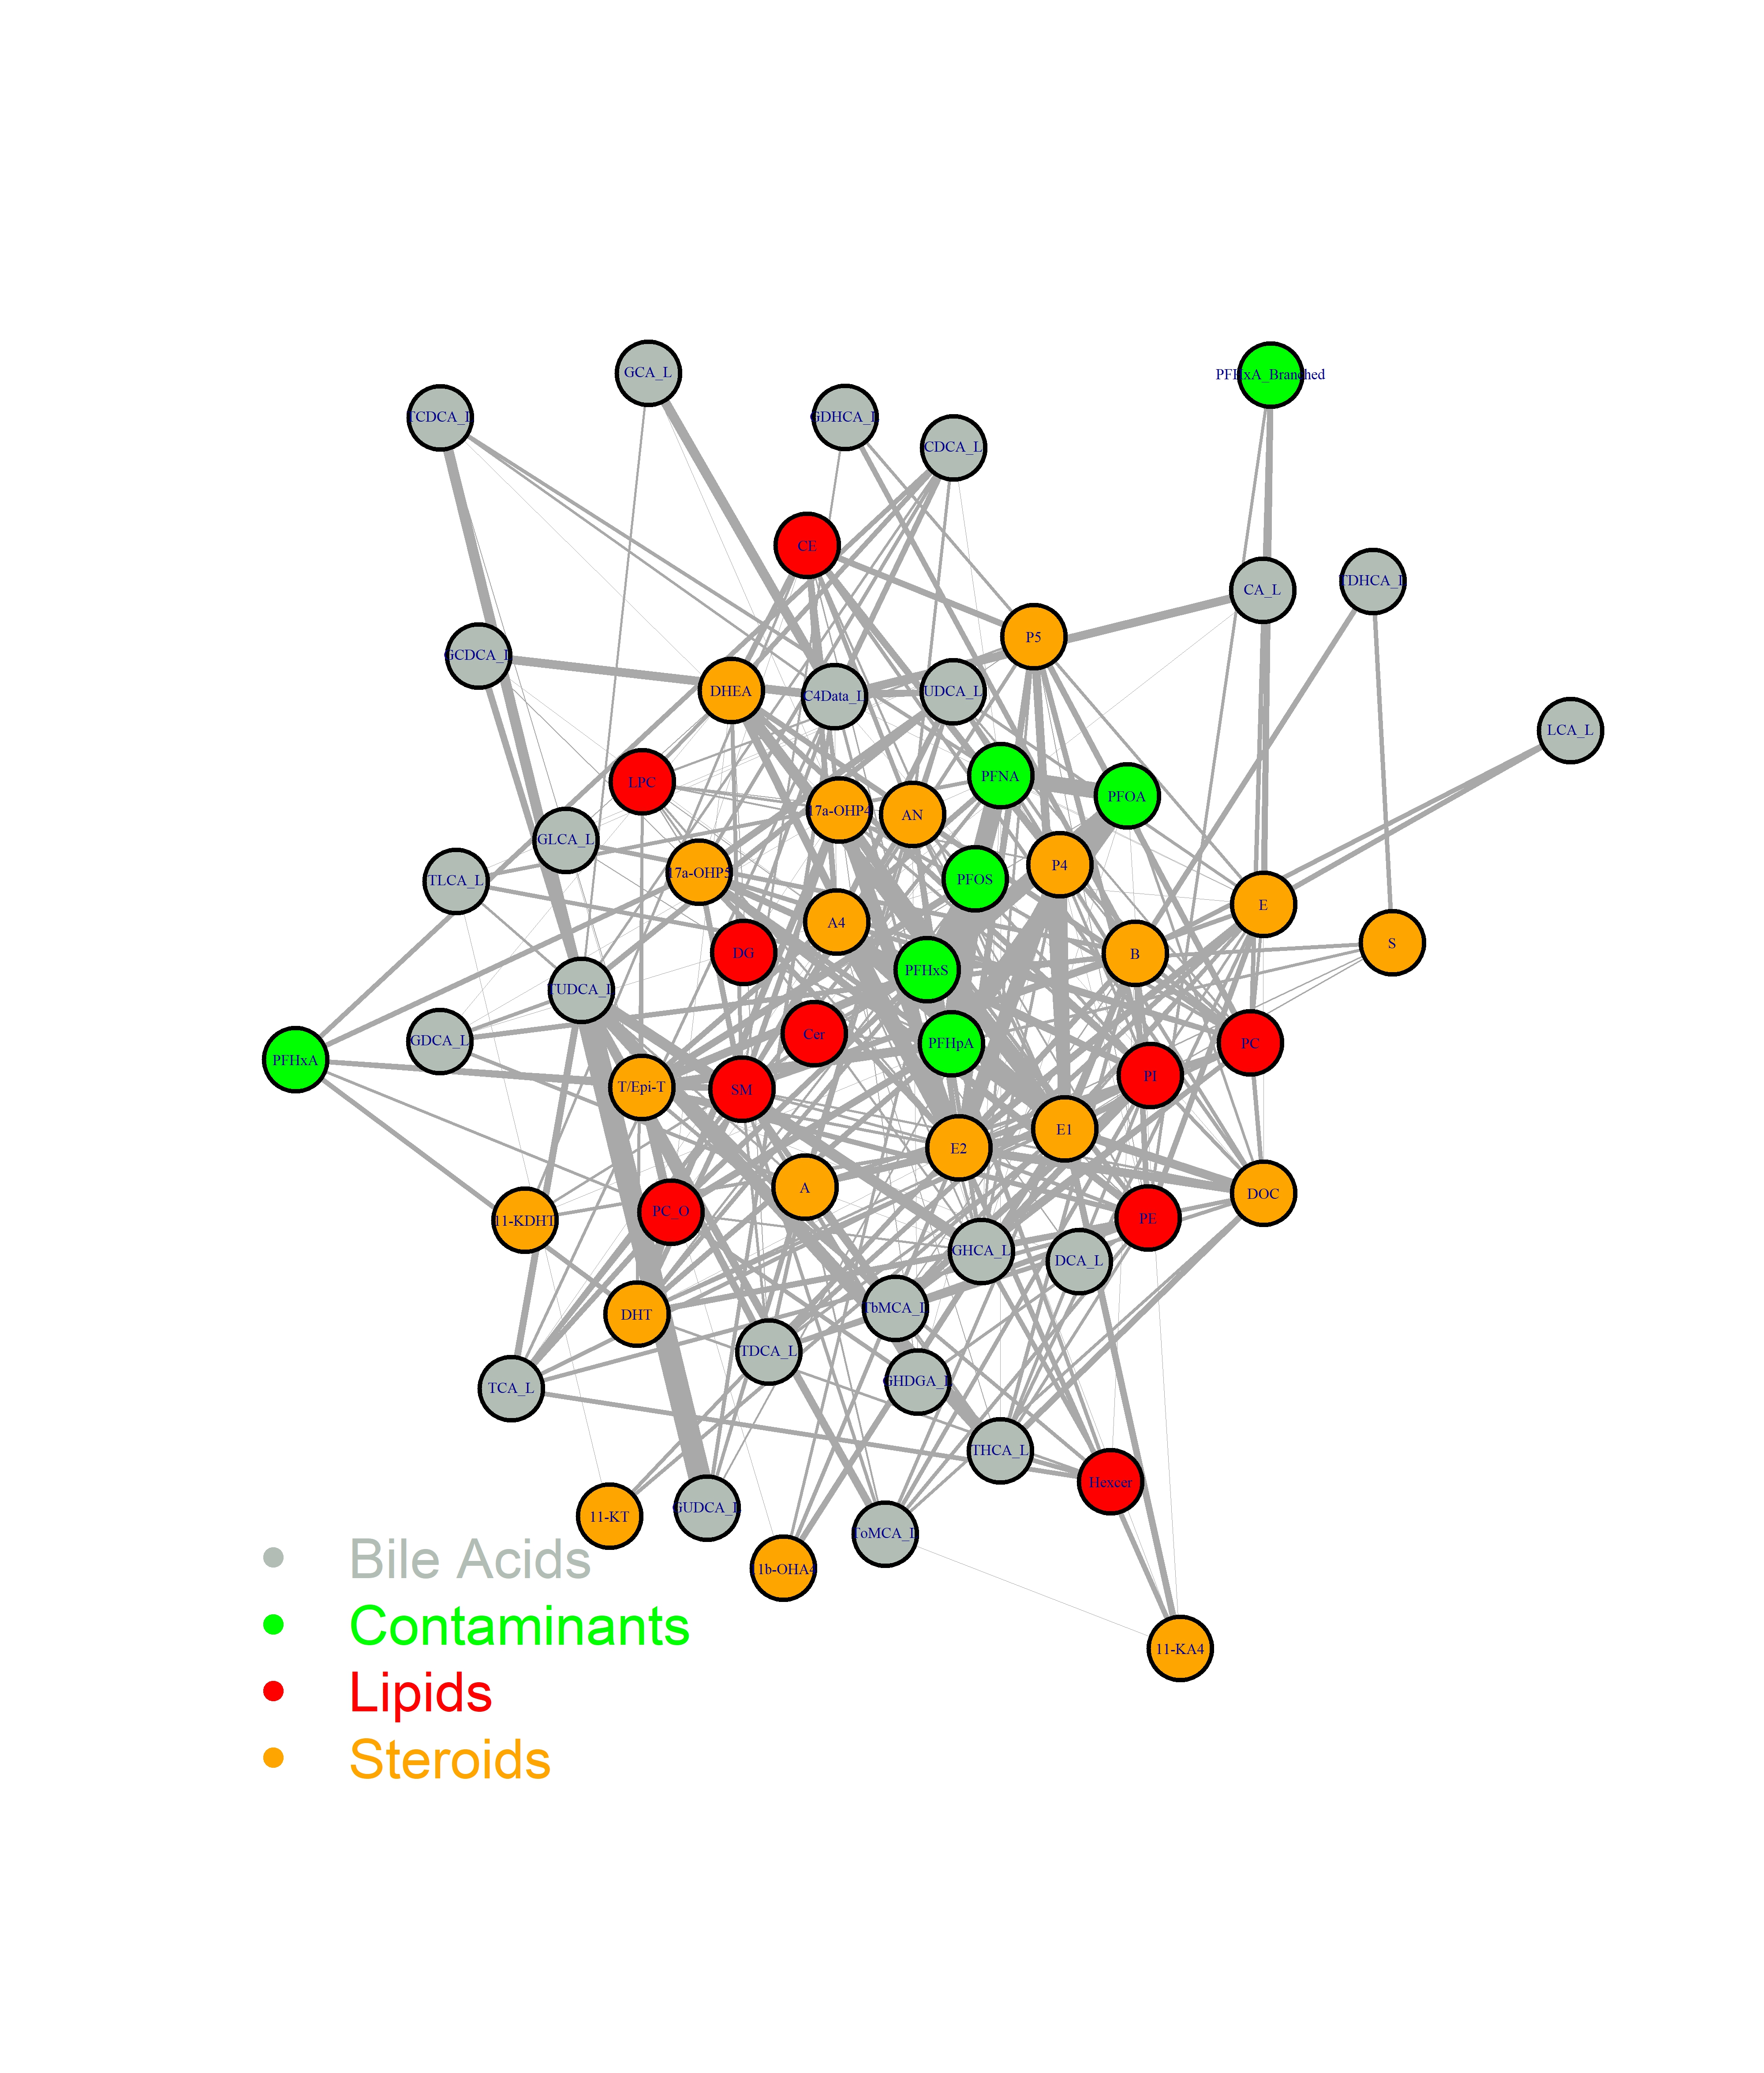 GCA_L
PFHxA_Branched
TCDCA_L
GDHCA_L
CDCA_L
CE
CA_L
TDHCA_L
P5
GCDCA_L
DHEA
C4Data_L
UDCA_L
LCA_L
LPC
PFNA
PFOA
17a-OHP4
AN
GLCA_L
17a-OHP5
P4
TLCA_L
PFOS
E
A4
S
DG
B
PFHxS
TUDCA_L
Cer
GDCA_L
PFHpA
PC
PFHxA
T/Epi-T
SM
PI
E1
E2
A
DOC
11-KDHT
PC_O
PE
GHCA_L
DCA_L
TbMCA_L
DHT
TDCA_L
GHDGA_L
TCA_L
THCA_L
Hexcer
11-KT
GUDCA_L
ToMCA_L
1b-OHA4
11-KA4
Bile Acids
Contaminants
Lipids
Steroids